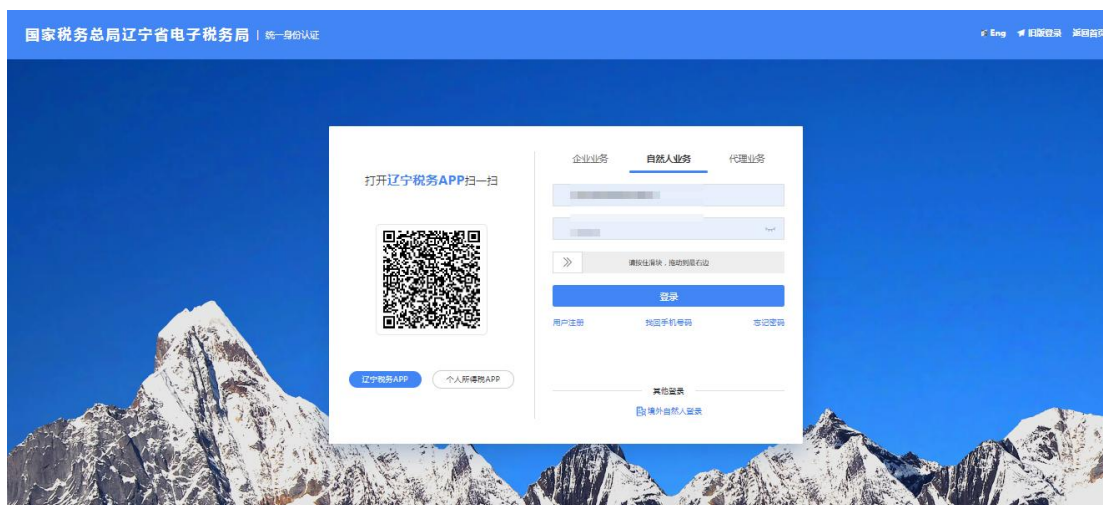 国家税务总局辽宁省电子税务局 | 统一身份认证
Eng 旧版登录 返回首页
打开辽宁税务APP扫一扫
辽宁税务APP 个人所得税APP
企业业务 自然人业务 代理业务
请按住滑块，拖动到最右边
登录
用户注册 找回手机号码 忘记密码
其他登录
境外自然人登录